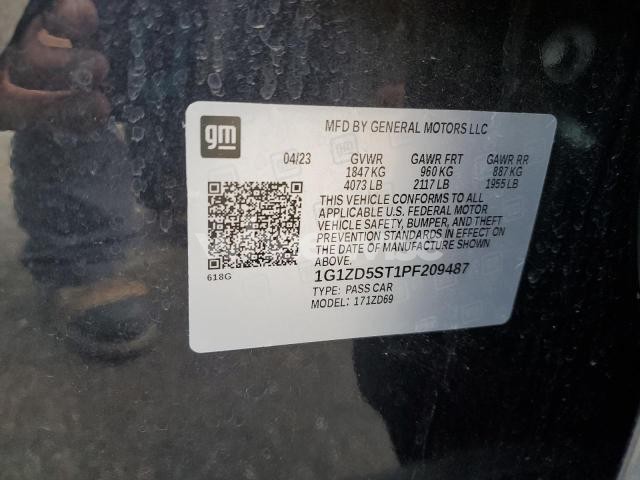 gm
MFD BY GENERAL MOTORS LLC
04/23 GVWR GAWR FRT GAWR RR
1847 KG 960 KG 887 KG
4073 LB 2117 LB 1955 LB
THIS VEHICLE CONFORMS TO ALL
APPLICABLE U.S. FEDERAL MOTOR
VEHICLE SAFETY, BUMPER, AND THEFT
PREVENTION STANDARDS IN EFFECT ON
THE DATE OF MANUFACTURE SHOWN
ABOVE.
618G
1G1ZD5ST1PF209487
TYPE: PASS CAR
MODEL: 171ZD69